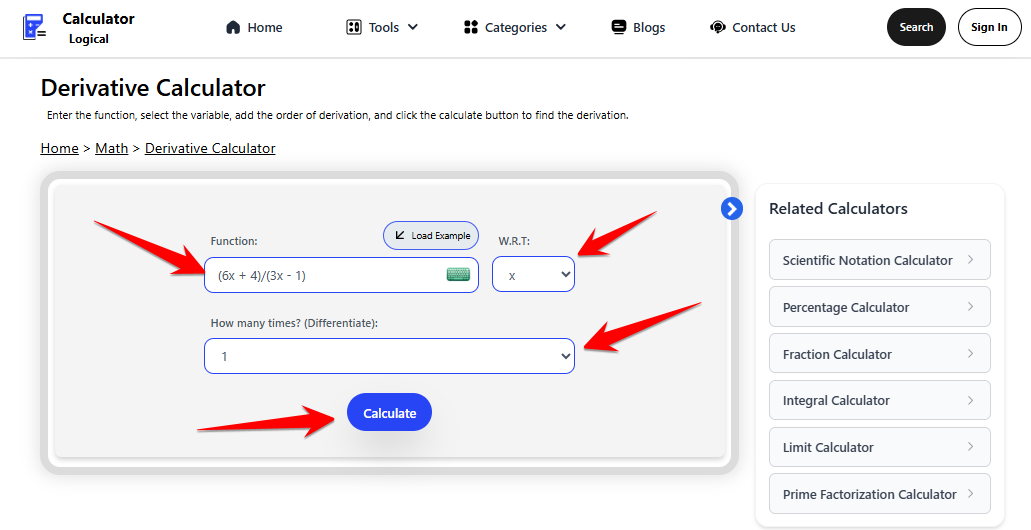 Calculator
Logical
Home
Tools
Categories
Blogs
Contact Us
Search
Sign In
Derivative Calculator
Enter the function, select the variable, add the order of derivation, and click the calculate button to find the derivation.
Home > Math > Derivative Calculator
Function:
Load Example
W.R.T:
(6x + 4)/(3x - 1)
x
How many times? (Differentiate):
1
Calculate
Related Calculators
Scientific Notation Calculator
Percentage Calculator
Fraction Calculator
Integral Calculator
Limit Calculator
Prime Factorization Calculator